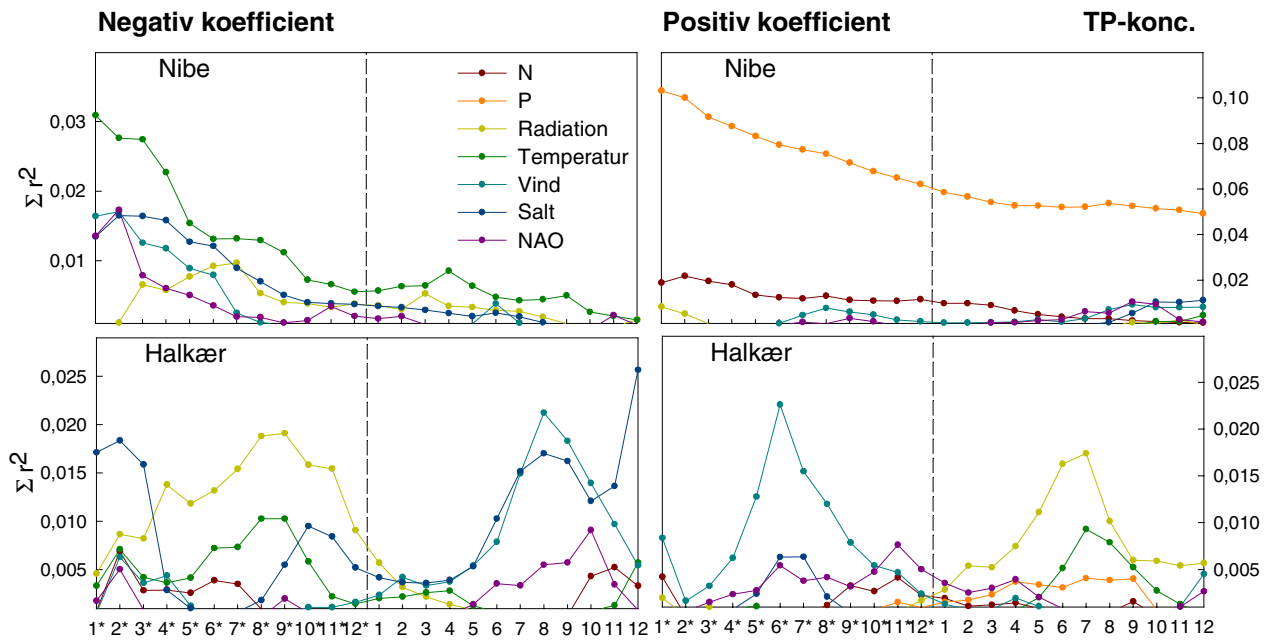 Negativ koefficient
Positiv koefficient TP-konc.
Nibe
Nibe
N
P
Radiation
Temperatur
Vind
Salt
NAO
0,03
0,02
0,01
Σ r2
0,10
0,08
0,06
0,04
0,02
Halkær
Halkær
0,025
0,020
0,015
0,010
0,005
Σ r2
0,025
0,020
0,015
0,010
0,005
1* 2* 3* 4* 5* 6* 7* 8* 9* 10* 11* 12* 1 2 3 4 5 6 7 8 9 10 11 12
1* 2* 3* 4* 5* 6* 7* 8* 9* 10* 11* 12* 1 2 3 4 5 6 7 8 9 10 11 12